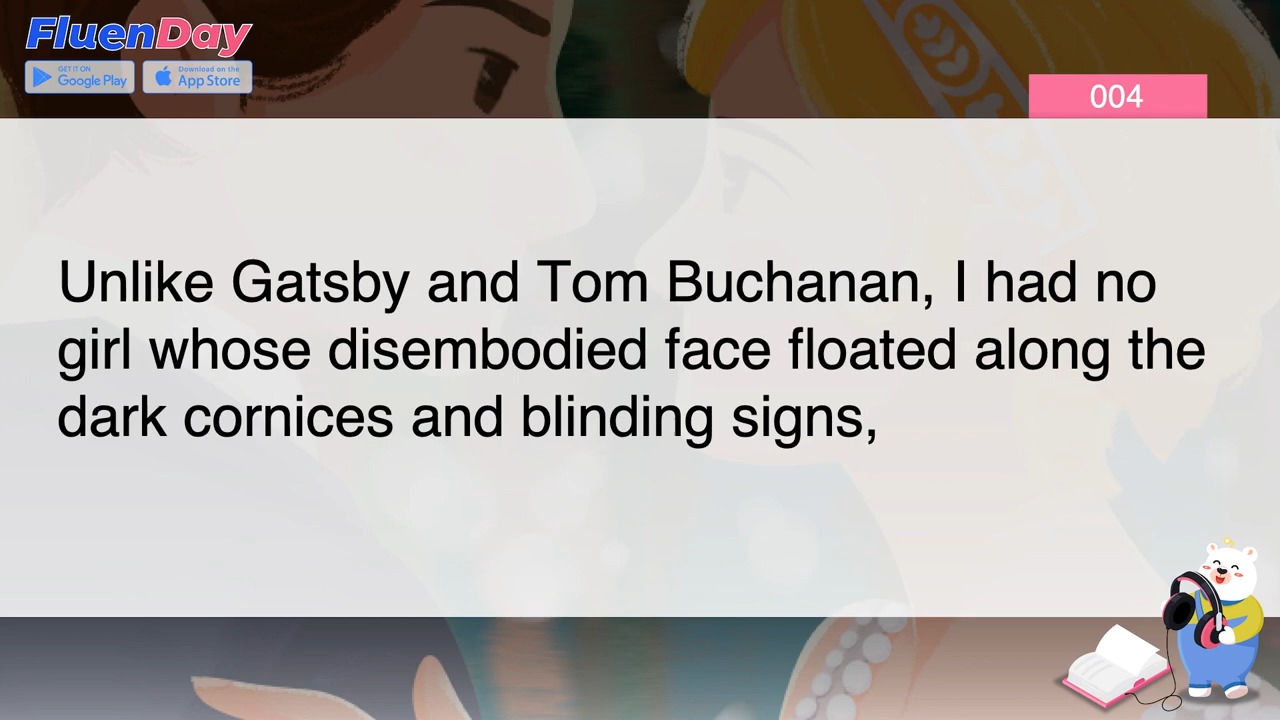 FluenDay
GET IT ON
Google Play
Download on the
App Store
004
Unlike Gatsby and Tom Buchanan, I had no
girl whose disembodied face floated along the
dark cornices and blinding signs,